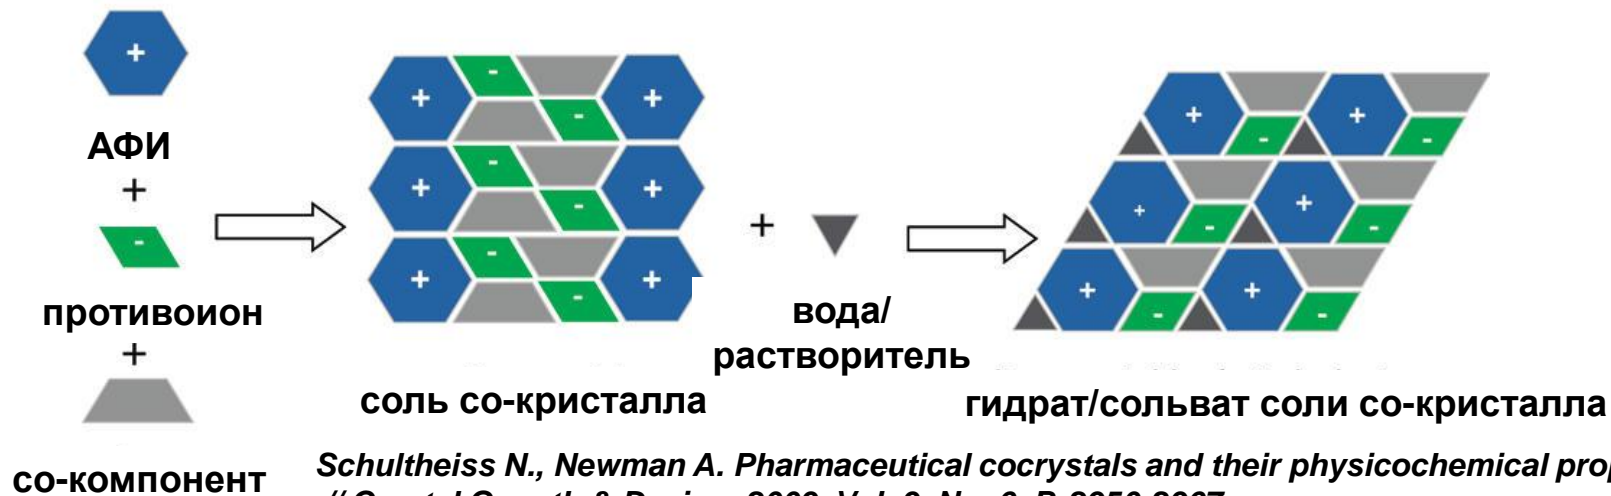 +
АФИ
+
-
противоион
+
со-компонент
+ - +
-
+ - +
-
+ - +
-
соль со-кристалла
+
вода/
растворитель
+ +
- -
+ +
- -
+ +
- -
гидрат/сольват соли со-кристалла
Schultheiss N., Newman A. Pharmaceutical cocrystals and their physicochemical